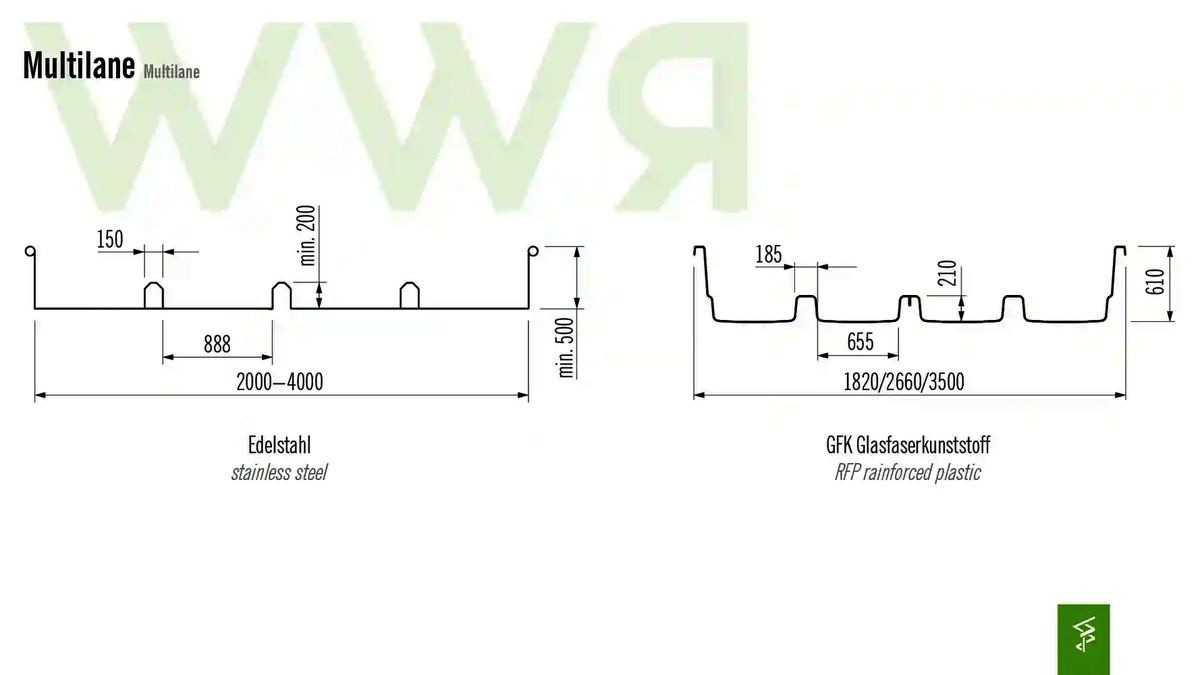 WWR
Multilane Multilane
150
min. 200
888
min. 500
2000–4000
Edelstahl
stainless steel
185
210
610
655
1820/2660/3500
GFK Glasfaserkunststoff
RFP rainforced plastic